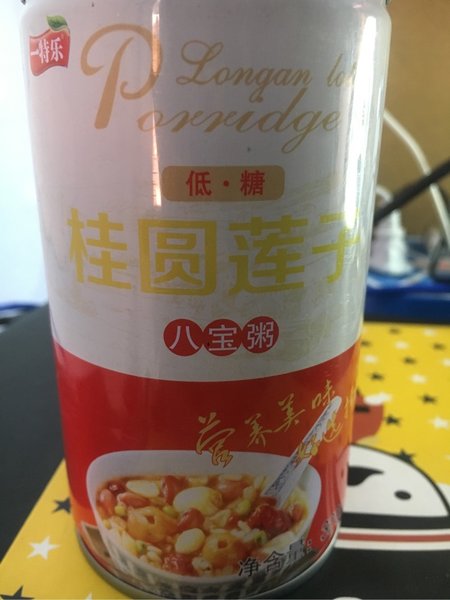 一特乐
Longan
Porridge
低·糖
桂圆莲子
八宝粥
营养美味
净含量: